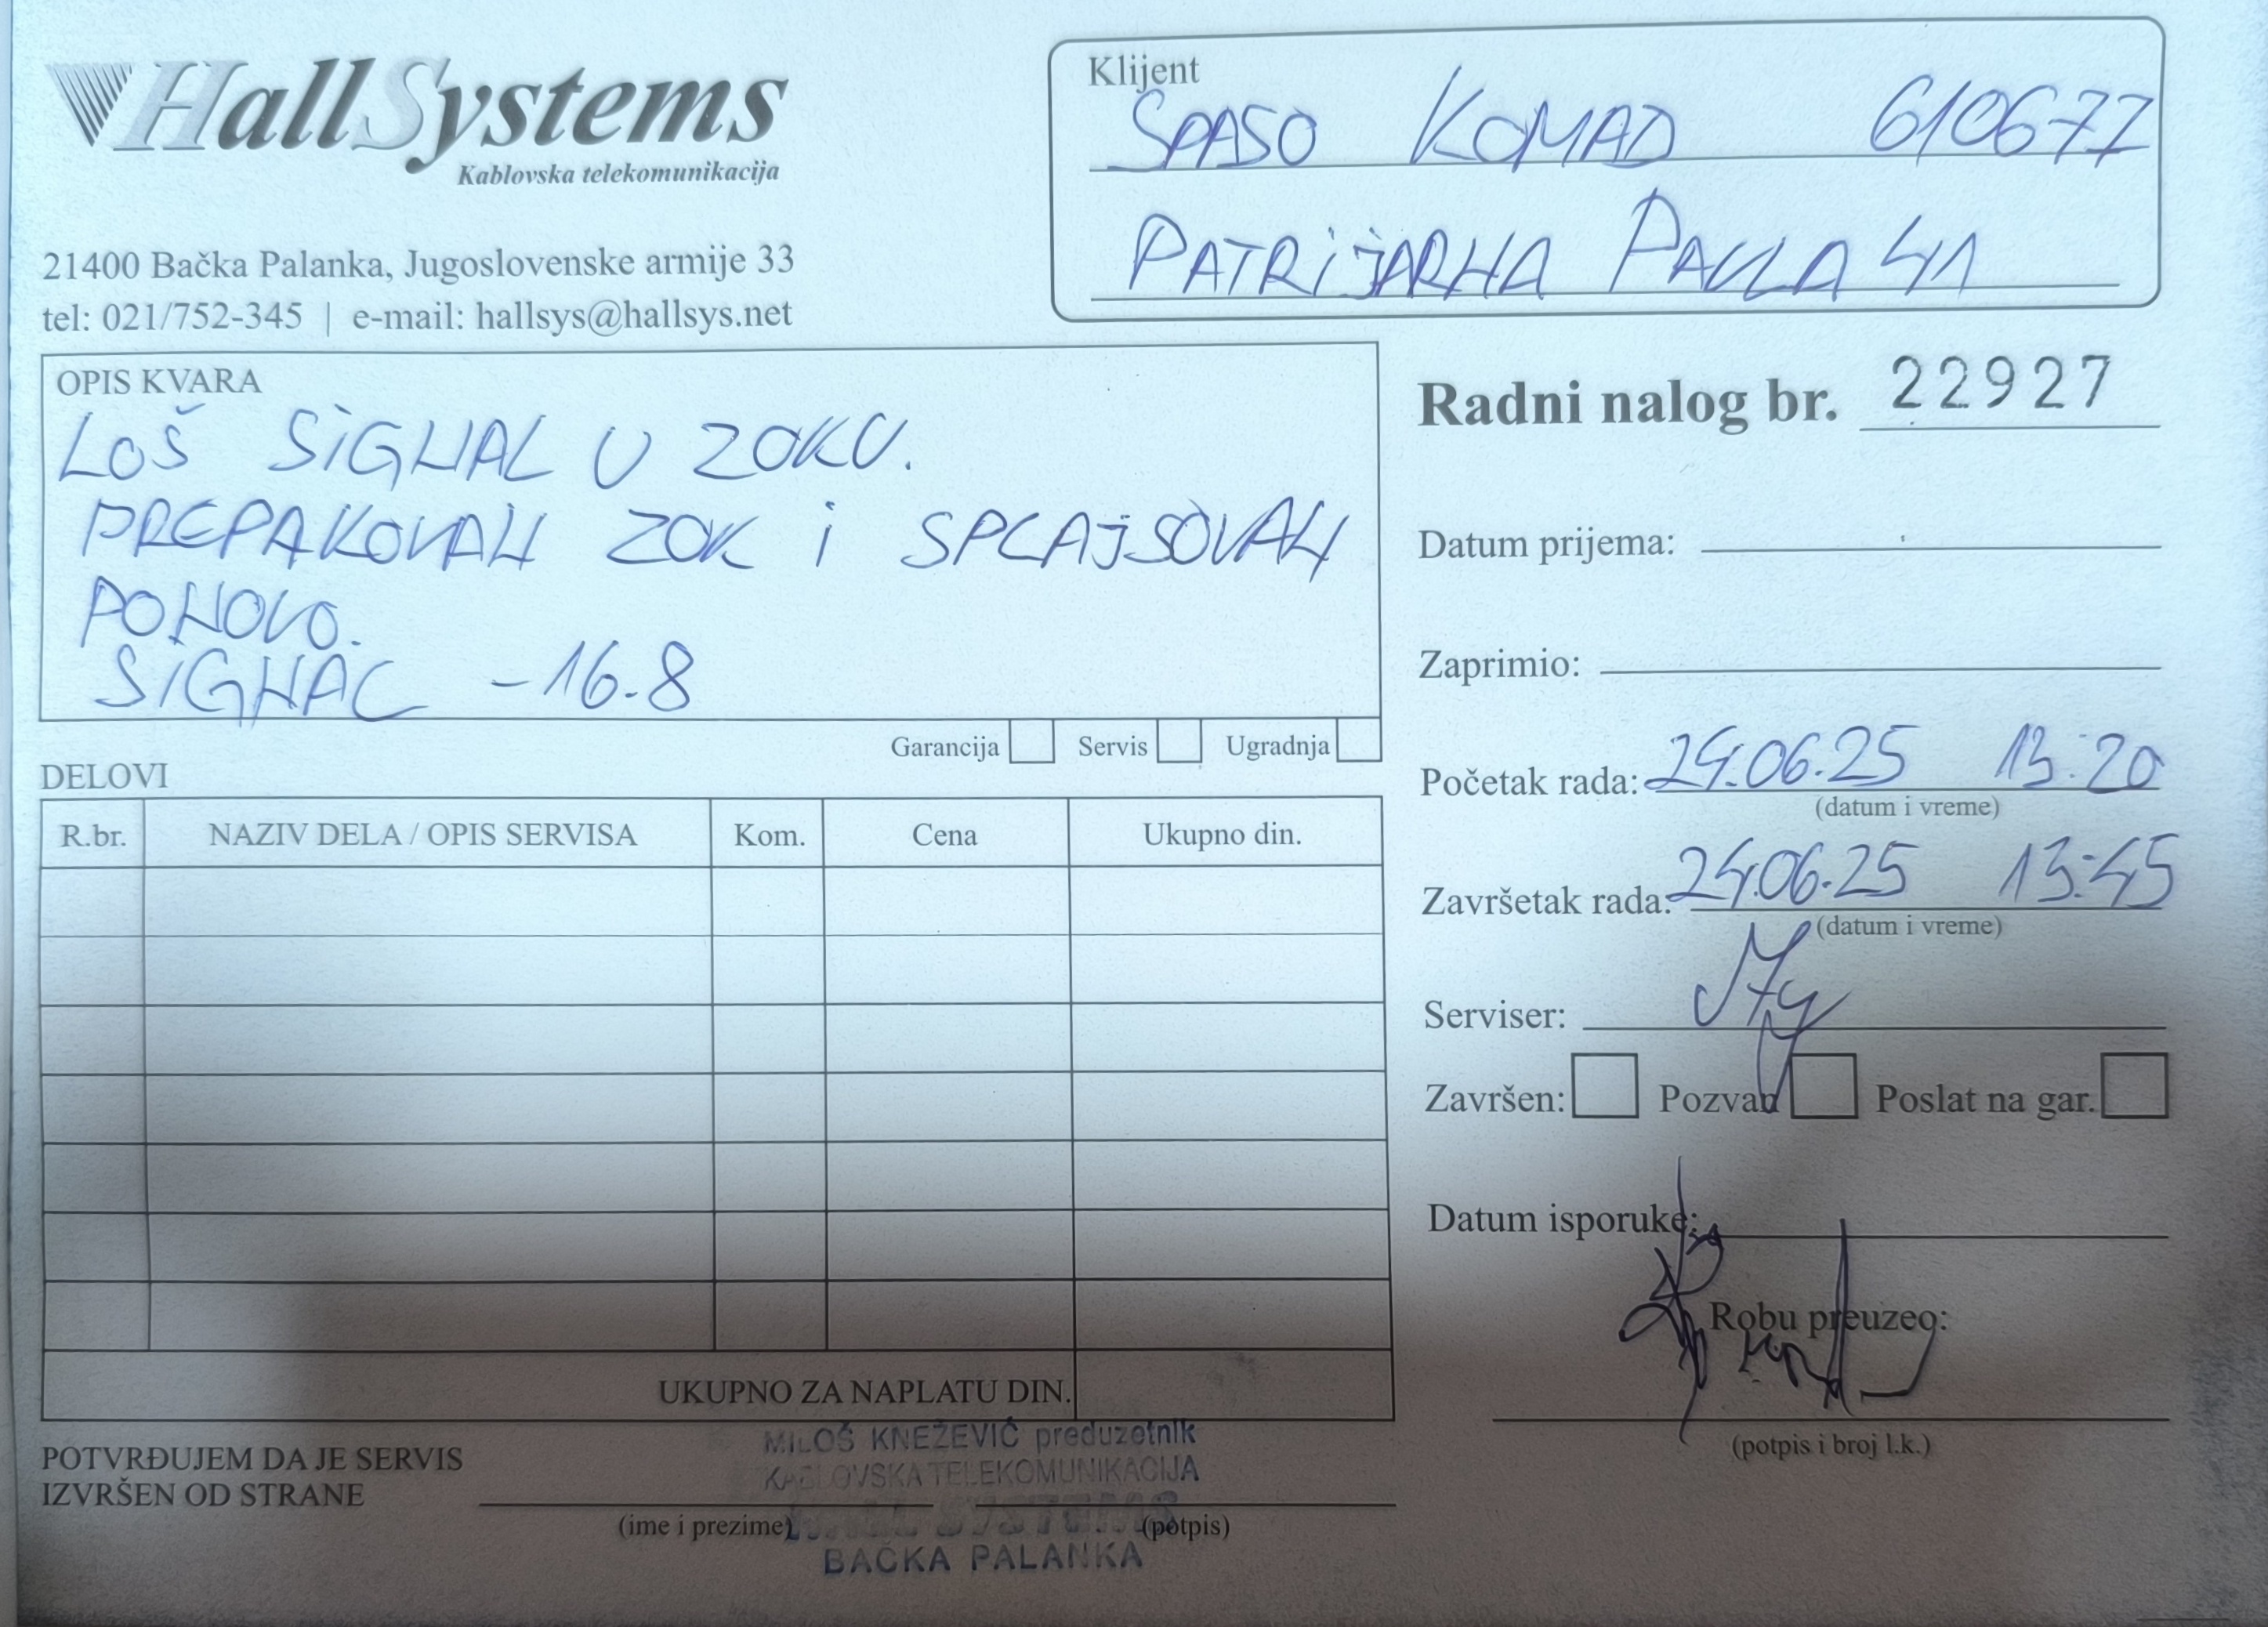 HallSystems
Kablovska telekomunikacija
21400 Bačka Palanka, Jugoslovenske armije 33
tel: 021/752-345 | e-mail: hallsys@hallsys.net
Klijent
SPASO KOMAD 610677
PATRIJARHA PAVLA 41
OPIS KVARA
LOŠ SIGNAL U ZOKU.
PREPAKOVALI ZOK I SPLAJSOVALI
PONOVO.
SIGNAL -16.8
Garancija Servis Ugradnja
Radni nalog br. 22927
Datum prijema:
Zaprimio:
Početak rada: 24.06.25 13:20
(datum i vreme)
Završetak rada: 24.06.25 13:45
(datum i vreme)
Serviser:
Završen: Pozvan Poslat na gar.
Datum isporuke:
Robu preuzeo:
(potpis i broj l.k.)
DELOVI
R.br. NAZIV DELA / OPIS SERVISA Kom. Cena Ukupno din.
UKUPNO ZA NAPLATU DIN.
POTVRĐUJEM DA JE SERVIS
IZVRŠEN OD STRANE
(ime i prezime) (potpis)
MILOŠ KNEŽEVIĆ preduzetnik
KABLOVSKA TELEKOMUNIKACIJA
HALL SYSTEMS
BAČKA PALANKA